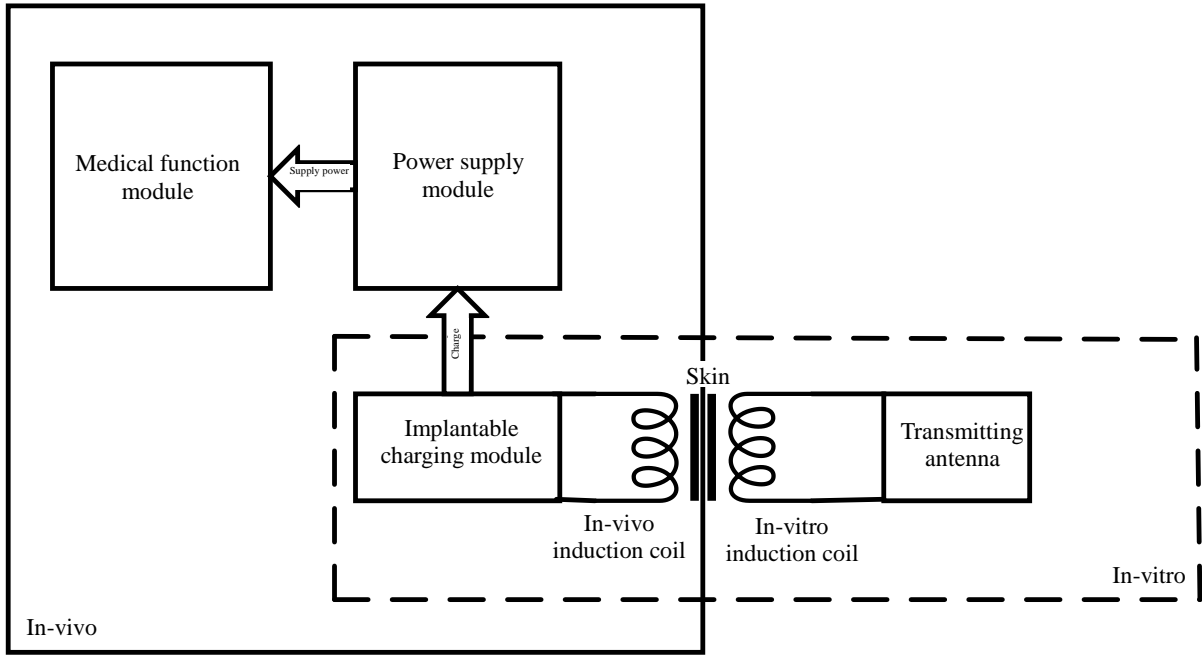 Medical function
module
Supply power
Power supply
module
Charge
Skin
Implantable
charging module
Transmitting
antenna
In-vivo
induction coil
In-vitro
induction coil
In-vitro
In-vivo